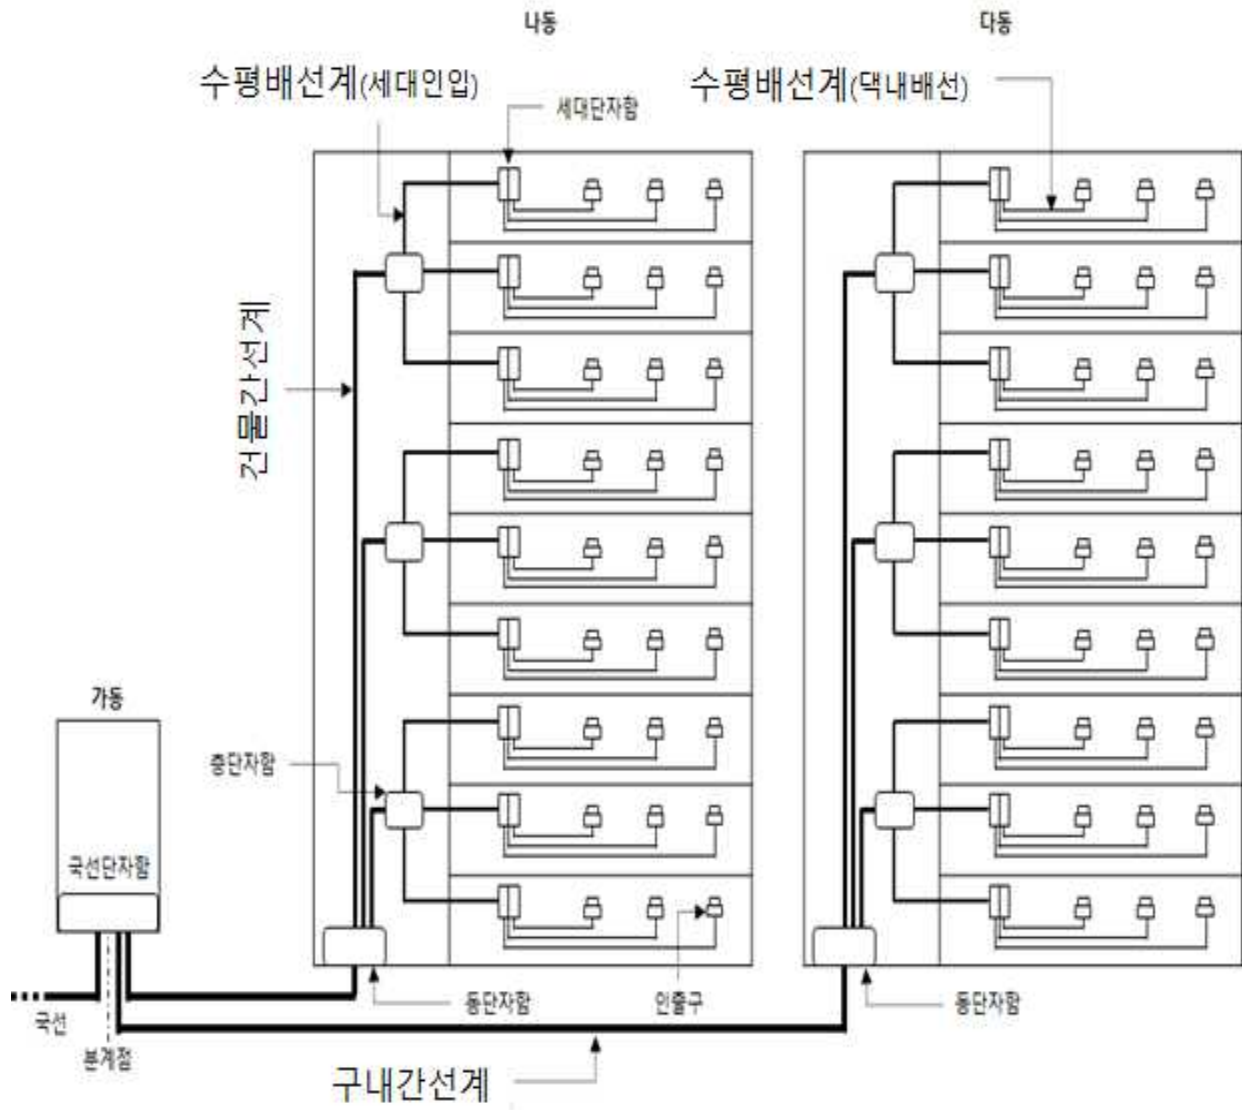 나동
다동
수평배선계(세대인입)
수평배선계(댁내배선)
세대단자함
건물간선계
가동
층단자함
국선단자함
동단자함
인출구
동단자함
국선
분계점
구내간선계